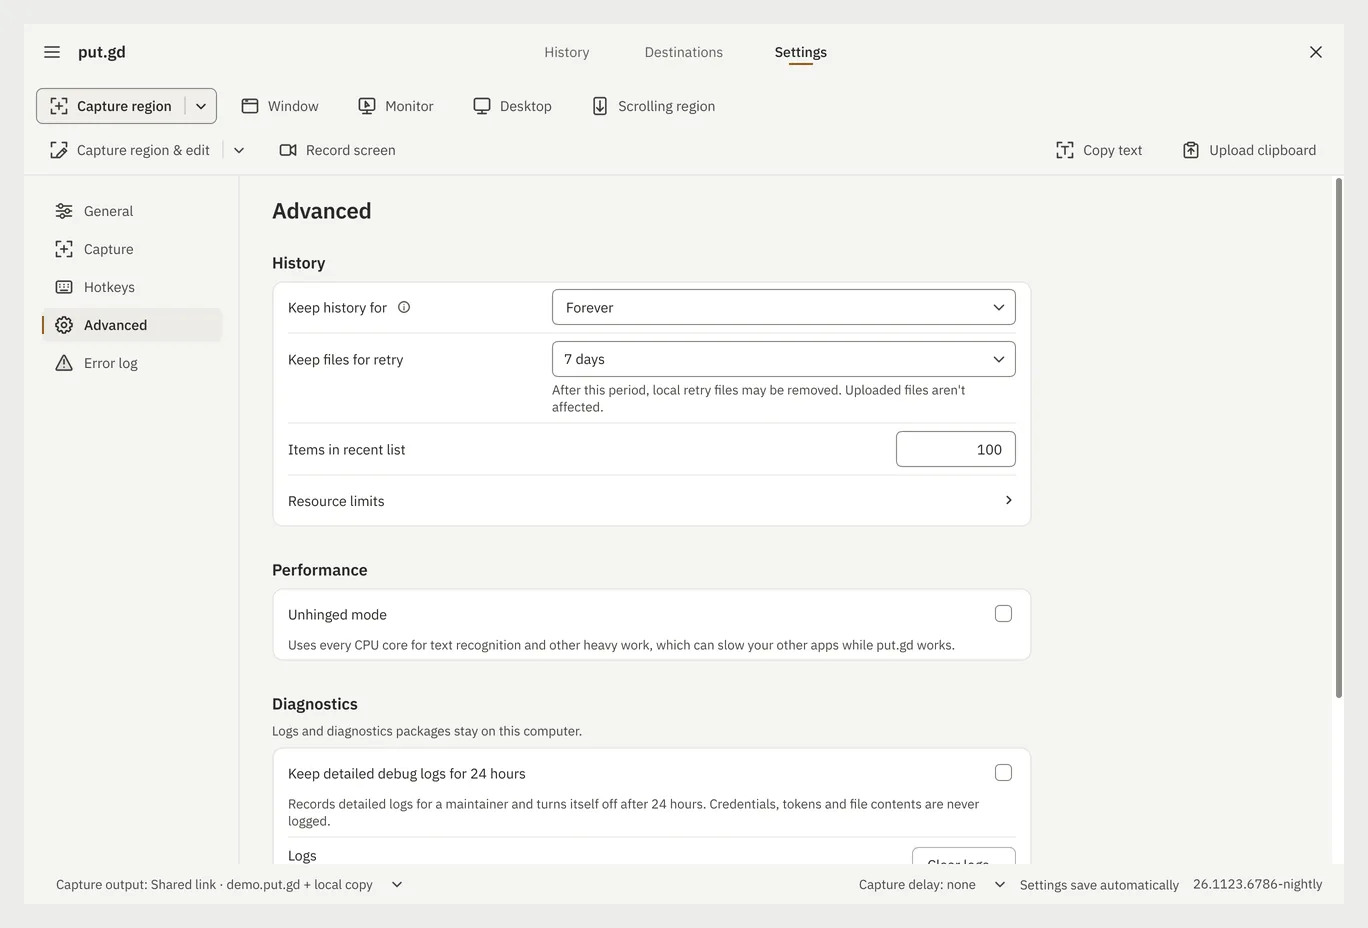 put.gd
History
Destinations
Settings
Capture region
Window
Monitor
Desktop
Scrolling region
Capture region & edit
Record screen
Copy text
Upload clipboard
General
Capture
Hotkeys
Advanced
Error log
Advanced
History
Keep history for
Forever
Keep files for retry
7 days
After this period, local retry files may be removed. Uploaded files aren't
affected.
Items in recent list
100
Resource limits
Performance
Unhinged mode
Uses every CPU core for text recognition and other heavy work, which can slow your other apps while put.gd works.
Diagnostics
Logs and diagnostics packages stay on this computer.
Keep detailed debug logs for 24 hours
Records detailed logs for a maintainer and turns itself off after 24 hours. Credentials, tokens and file contents are never
logged.
Logs
Clear logs
Capture output: Shared link · demo.put.gd + local copy
Capture delay: none
Settings save automatically
26.1123.6786-nightly